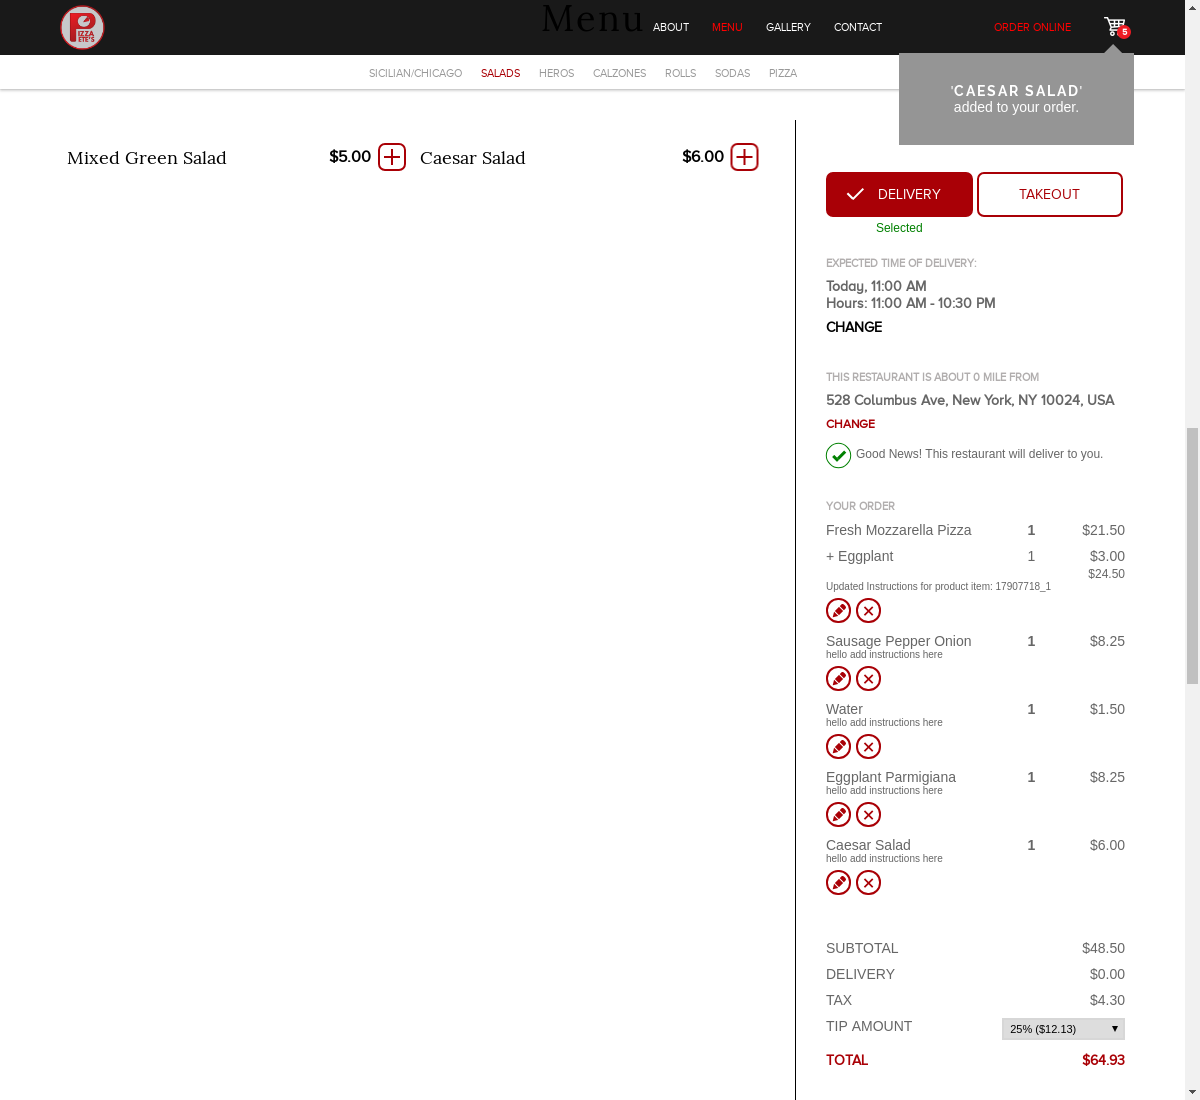 Menu
PIZZA
ETE'S
ABOUT
MENU
GALLERY
CONTACT
ORDER ONLINE
5
SICILIAN/CHICAGO
SALADS
HEROS
CALZONES
ROLLS
SODAS
PIZZA
'CAESAR SALAD'
added to your order.
Mixed Green Salad $5.00
Caesar Salad $6.00
DELIVERY
TAKEOUT
Selected
EXPECTED TIME OF DELIVERY:
Today, 11:00 AM
Hours: 11:00 AM - 10:30 PM
CHANGE
THIS RESTAURANT IS ABOUT 0 MILE FROM
528 Columbus Ave, New York, NY 10024, USA
CHANGE
Good News! This restaurant will deliver to you.
YOUR ORDER
Fresh Mozzarella Pizza 1 $21.50
+ Eggplant 1 $3.00
$24.50
Updated Instructions for product item: 17907718_1
Sausage Pepper Onion 1 $8.25
hello add instructions here
Water 1 $1.50
hello add instructions here
Eggplant Parmigiana 1 $8.25
hello add instructions here
Caesar Salad 1 $6.00
hello add instructions here
SUBTOTAL $48.50
DELIVERY $0.00
TAX $4.30
TIP AMOUNT 25% ($12.13)
TOTAL $64.93